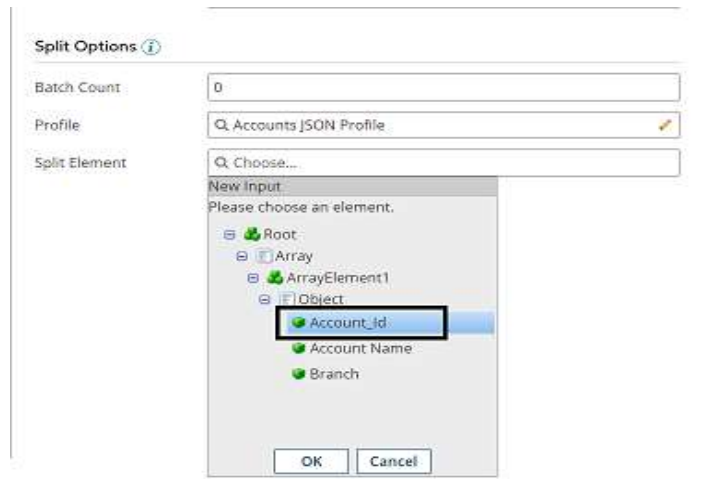 Split Options i
Batch Count 0
Profile Accounts JSON Profile
Split Element Choose...
New Input
Please choose an element.
Root
Array
ArrayElement1
Object
Account_Id
Account Name
Branch
OK Cancel